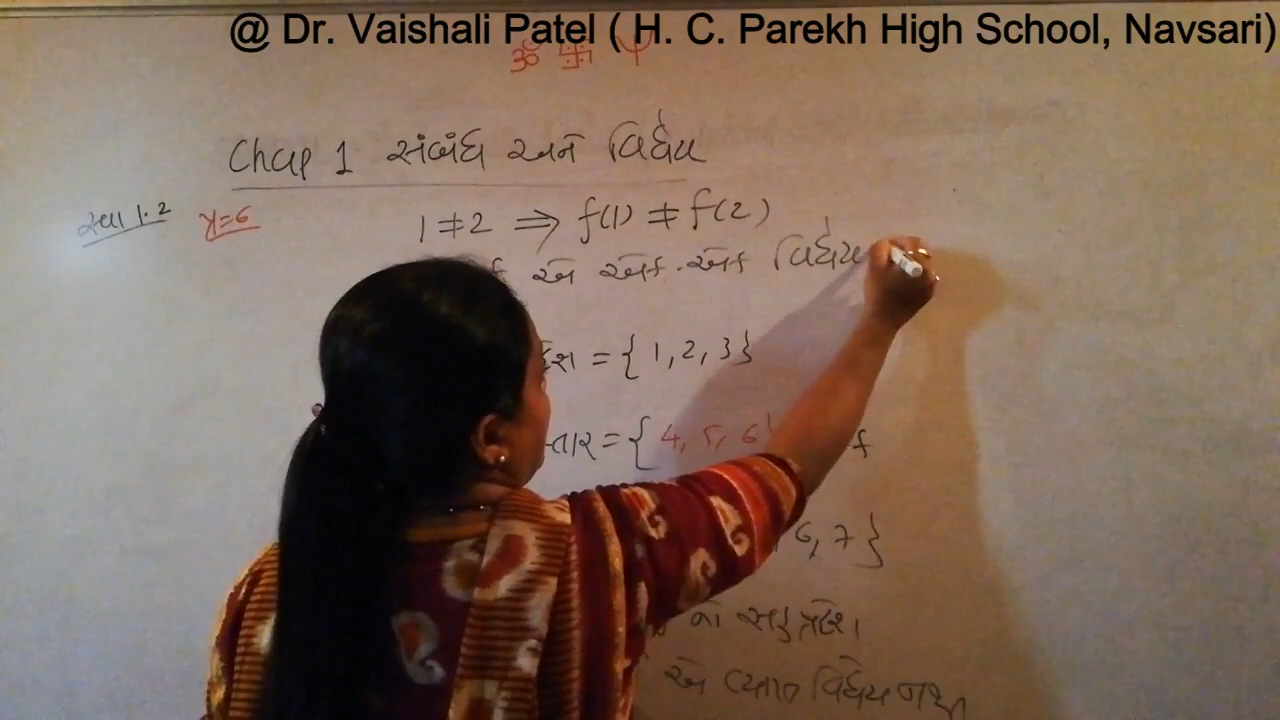 @ Dr. Vaishali Patel ( H. C. Parekh High School, Navsari)
ૐ 卐
Chap 1 સંબંધ અને વિધેય
સ્વા 1.2 y=6
1 ≠ 2 ⇒ f(1) ≠ f(2)
એ એક-એક વિધેય
= { 1, 2, 3 }
= { 4, 5, 6
6, 7 }
નો સહપ્રદેશ
એ વ્યાપ્ત વિધેય નથી